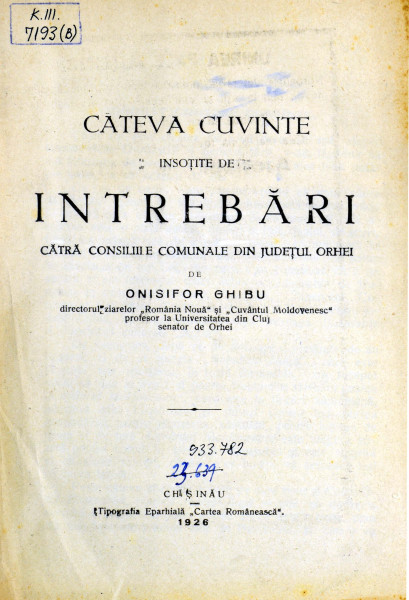 K.III.
7193(B)
CÂTEVA CUVINTE
INSOȚITE DE
INTREBĂRI
CĂTRĂ CONSILIILE COMUNALE DIN JUDEȚUL ORHEI
DE
ONISIFOR GHIBU
directorul ziarelor „România Nouă“ și „Cuvântul Moldovenesc“
profesor la Universitatea din Cluj
senator de Orhei
933.782
CHIȘINĂU
Tipografia Eparhială „Cartea Românească“.
1926